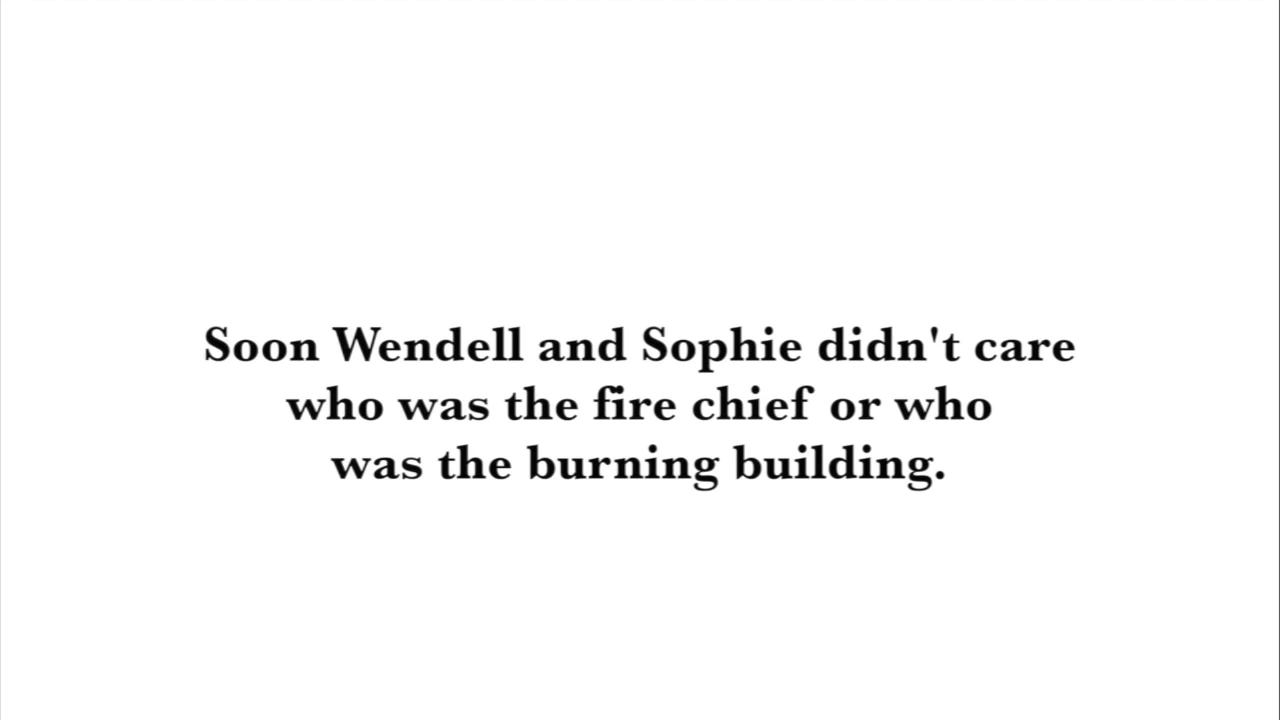 Soon Wendell and Sophie didn't care
who was the fire chief or who
was the burning building.